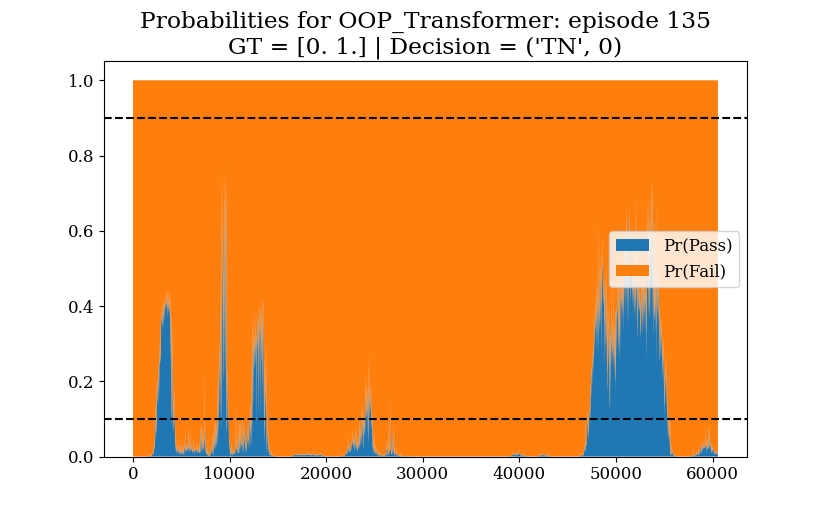 Probabilities for OOP_Transformer: episode 135
GT = [0. 1.] | Decision = ('TN', 0)
1.0
0.8
0.6
0.4
0.2
0.0
Pr(Pass)
Pr(Fail)
0 10000 20000 30000 40000 50000 60000